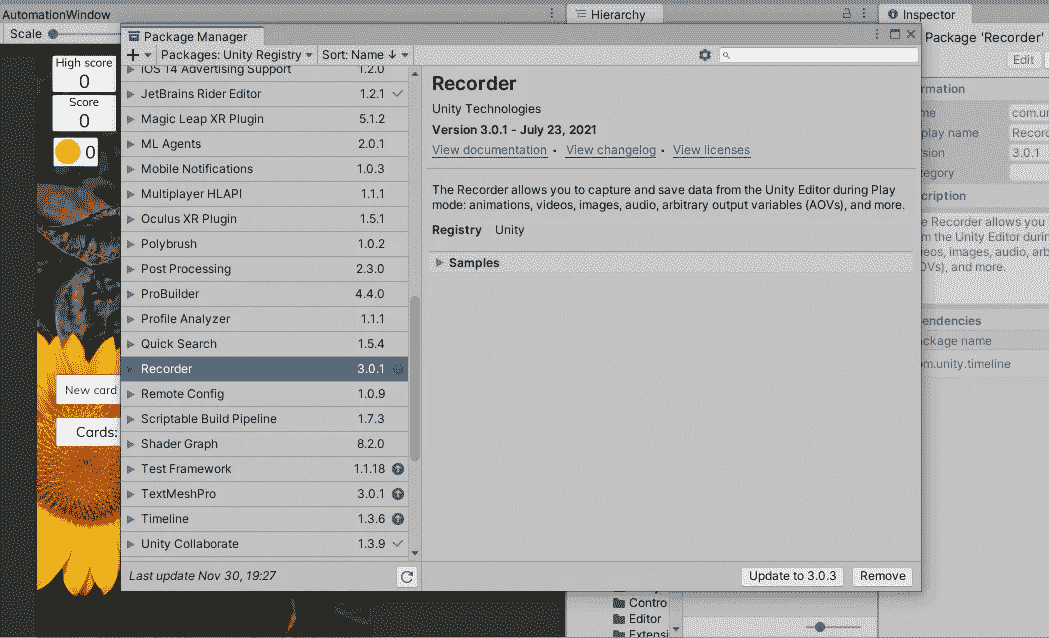 AutomationWindow
Hierarchy
Inspector
Scale
Package Manager
Package 'Recorder'
Packages: Unity Registry
Sort: Name ↓
Edit
High score
0
Score
0
0
New card
Cards:
iOS 14 Advertising Support 1.2.0
JetBrains Rider Editor 1.2.1
Magic Leap XR Plugin 5.1.2
ML Agents 2.0.1
Mobile Notifications 1.0.3
Multiplayer HLAPI 1.1.1
Oculus XR Plugin 1.5.1
Polybrush 1.0.2
Post Processing 2.3.0
ProBuilder 4.4.0
Profile Analyzer 1.1.1
Quick Search 1.5.4
Recorder 3.0.1
Remote Config 1.0.9
Scriptable Build Pipeline 1.7.3
Shader Graph 8.2.0
Test Framework 1.1.18
TextMeshPro 3.0.1
Timeline 1.3.6
Unity Collaborate 1.3.9
Last update Nov 30, 19:27
Recorder
Unity Technologies
Version 3.0.1 - July 23, 2021
View documentation • View changelog • View licenses
The Recorder allows you to capture and save data from the Unity Editor during Play
mode: animations, videos, images, audio, arbitrary output variables (AOVs), and more.
Registry Unity
Samples
Update to 3.0.3
Remove
rmation
me com.un
play name Recorc
sion 3.0.1
tegory
cription
e Recorder allows you
m the Unity Editor durin
deos, images, audio, arb
OVs), and more.
endencies
ackage name
om.unity.timeline
Contro
Editor
Extensi